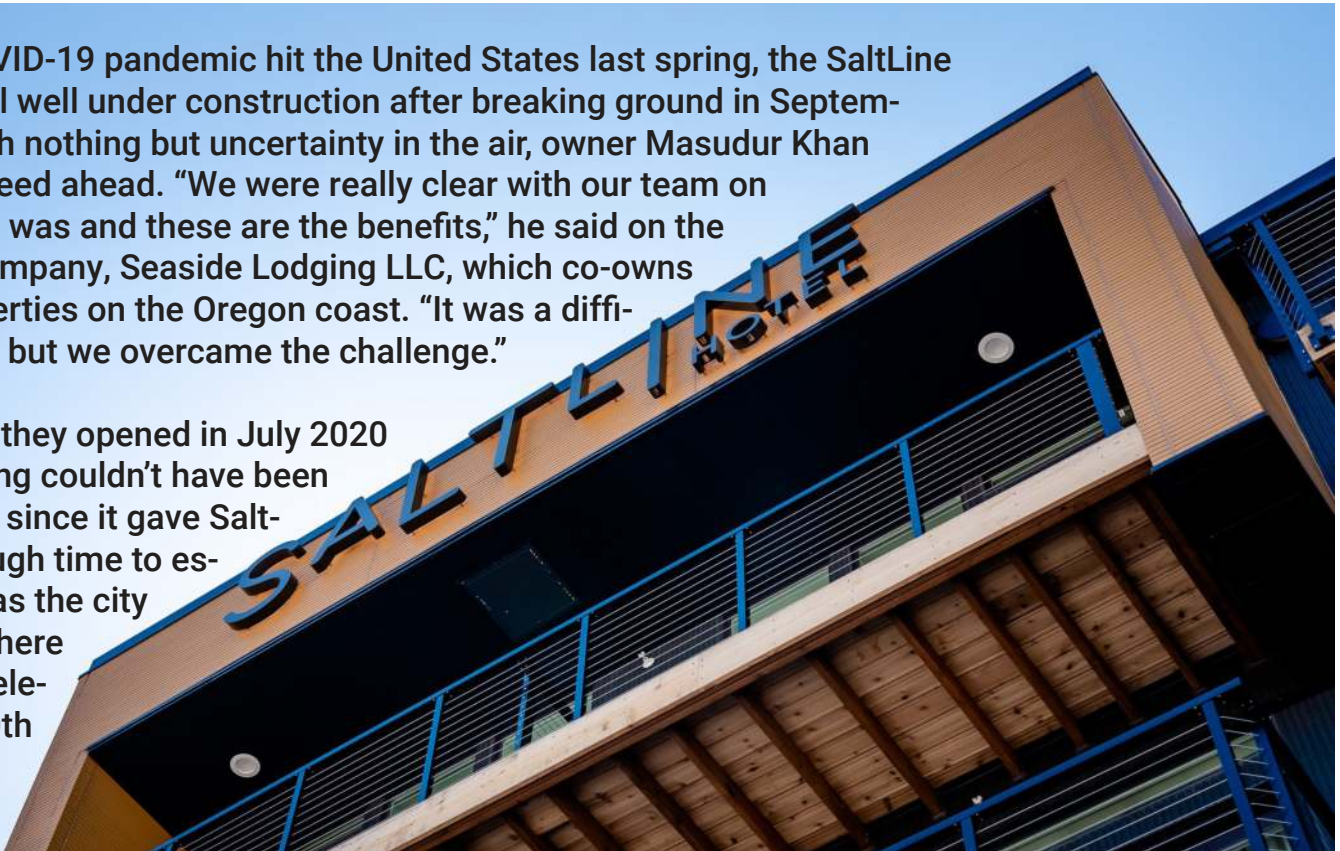 VID-19 pandemic hit the United States last spring, the SaltLine
l well under construction after breaking ground in Septem-
h nothing but uncertainty in the air, owner Masudur Khan
eed ahead. “We were really clear with our team on
was and these are the benefits,” he said on the
mpany, Seaside Lodging LLC, which co-owns
erties on the Oregon coast. “It was a diffi-
but we overcame the challenge.”
they opened in July 2020
ng couldn’t have been
since it gave Salt-
ugh time to es-
as the city
here
ele-
th
SALTLINE
HOTEL